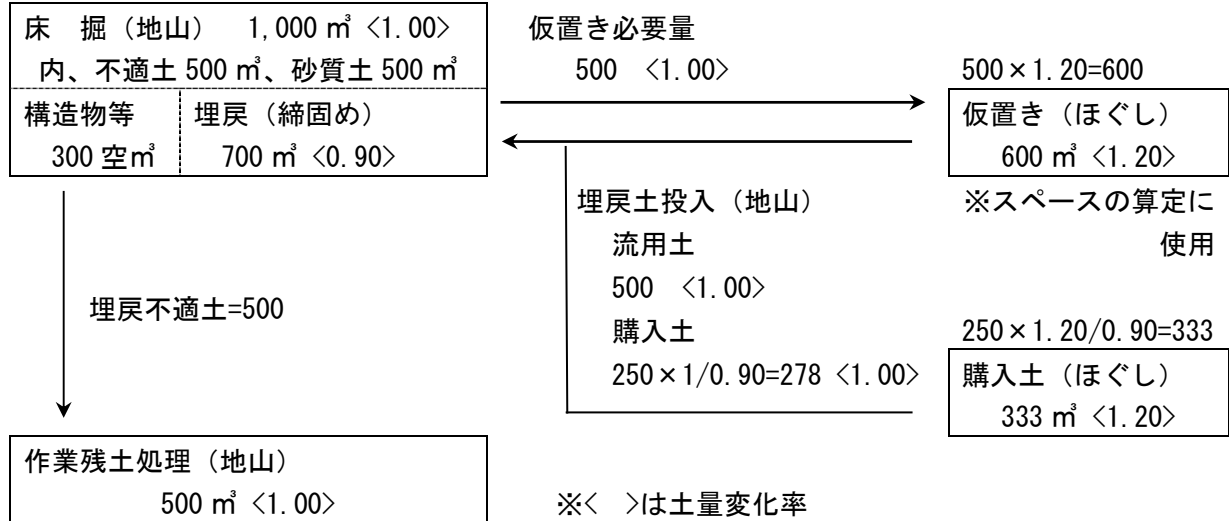 床　掘（地山）　1,000 ㎥ <1.00>
内、不適土 500 ㎥、砂質土 500 ㎥
構造物等
300 空㎥
埋戻（締固め）
700 ㎥ <0.90>
仮置き必要量
500　<1.00>
500×1.20=600
仮置き（ほぐし）
600 ㎥ <1.20>
※スペースの算定に
使用
埋戻土投入（地山）
流用土
500　<1.00>
購入土
250×1/0.90=278 <1.00>
250×1.20/0.90=333
購入土（ほぐし）
333 ㎥ <1.20>
埋戻不適土=500
作業残土処理（地山）
500 ㎥ <1.00>
※<　>は土量変化率